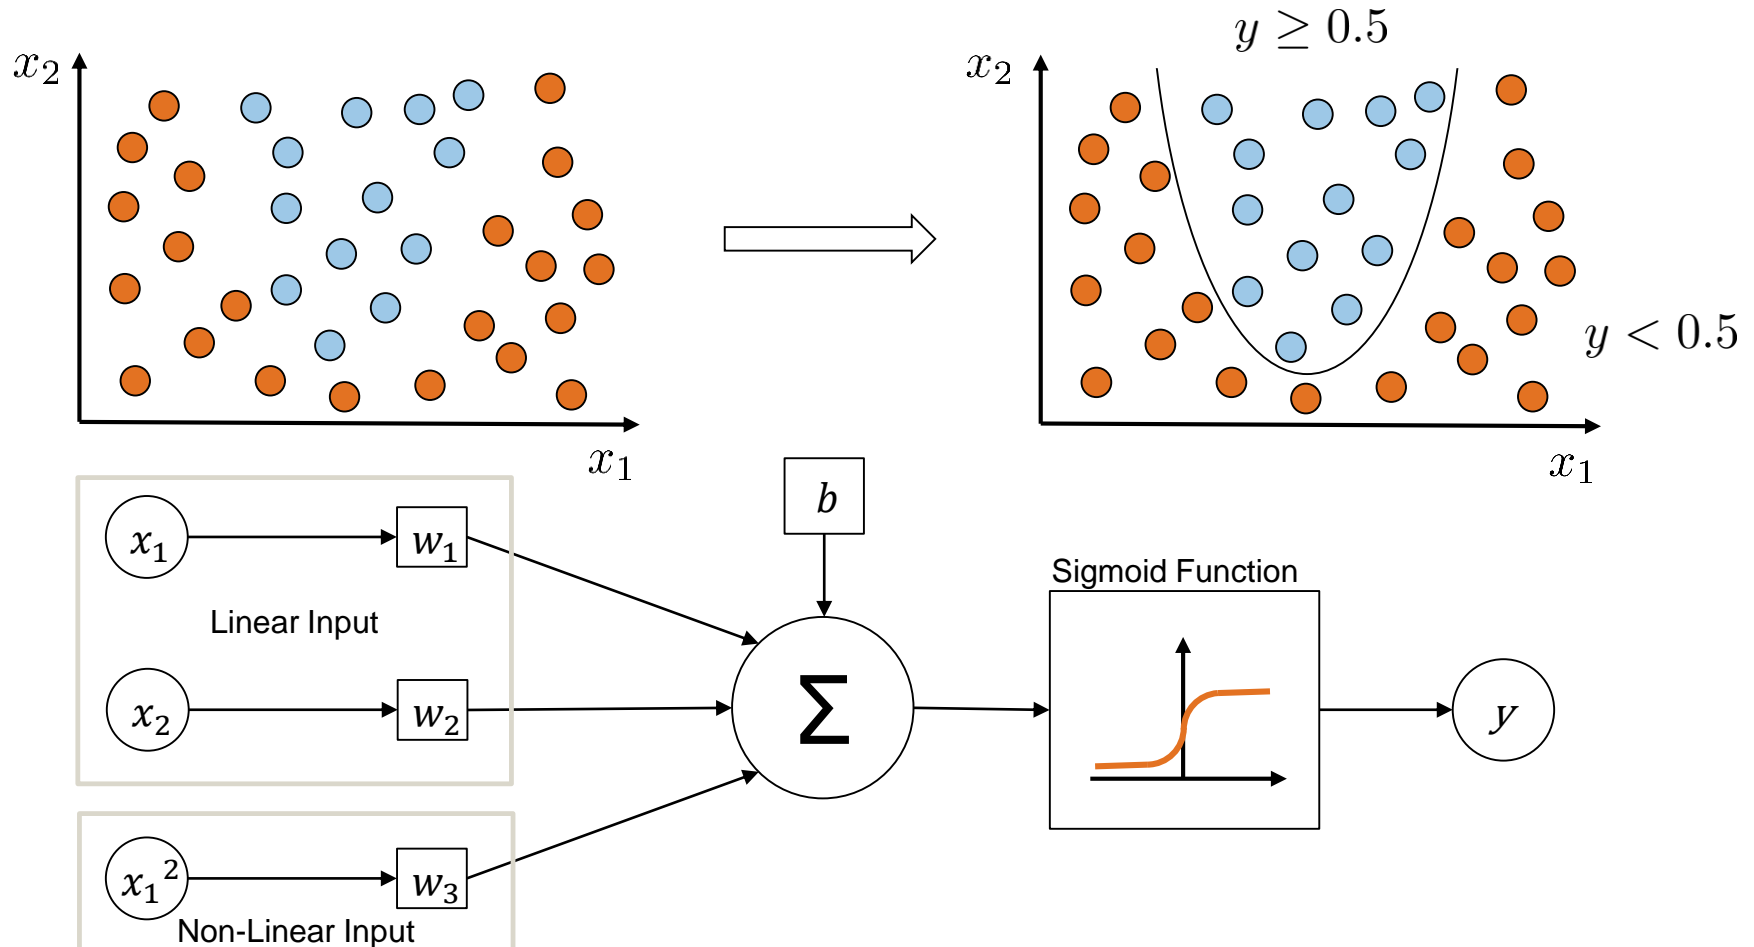 y ≥ 0.5
x₂
x₂
y < 0.5
x₁
x₁
b
x₁
w₁
Sigmoid Function
Linear Input
x₂
w₂
Σ
y
x₁²
w₃
Non-Linear Input